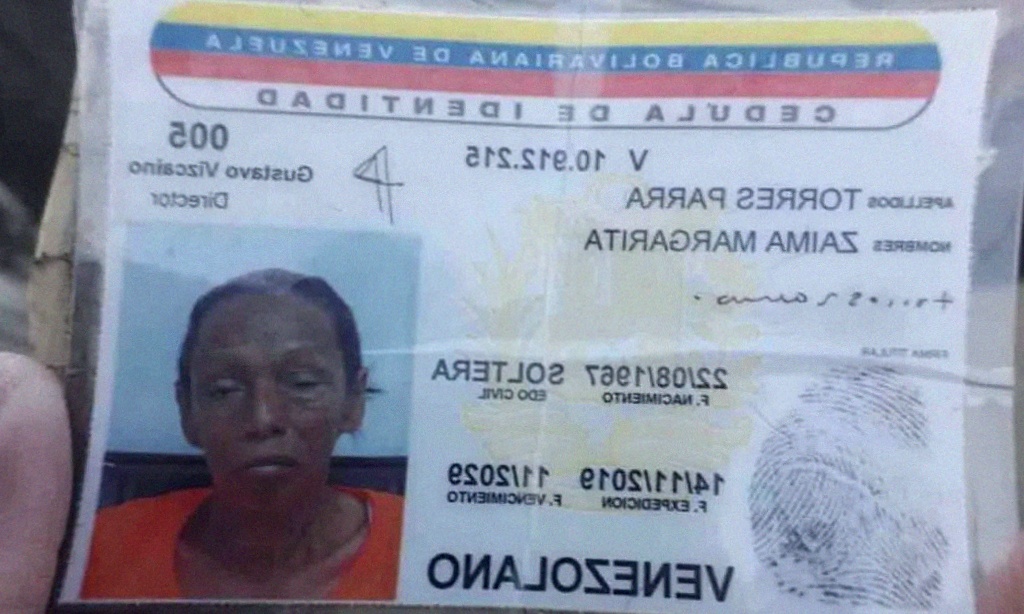 REPUBLICA BOLIVARIANA DE VENEZUELA
CEDULA DE IDENTIDAD
V 10.912.215
005
Gustavo Vizcaino
Director
APELLIDOS TORRES PARRA
NOMBRES ZAIMA MARGARITA
FIRMA TITULAR
22/08/1967 SOLTERA
F. NACIMIENTO EDO CIVIL
14/11/2019 11/2029
F. EXPEDICION F. VENCIMIENTO
VENEZOLANO